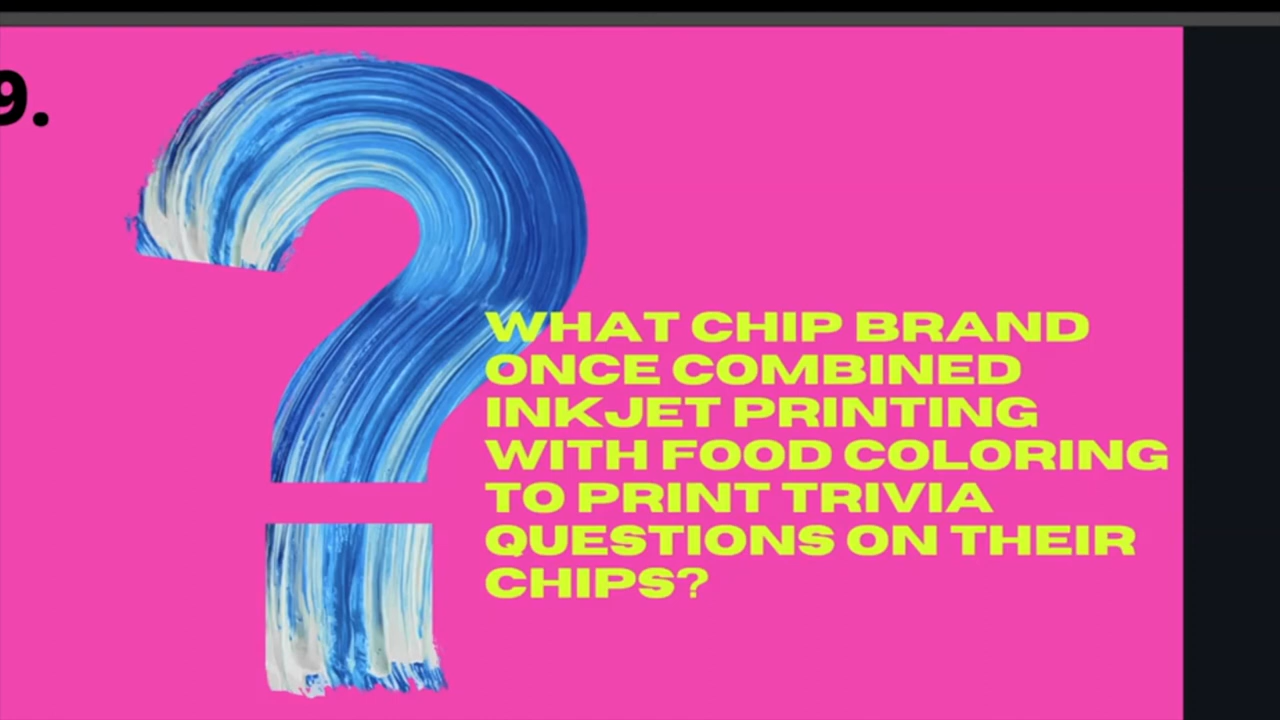 9.
WHAT CHIP BRAND
ONCE COMBINED
INKJET PRINTING
WITH FOOD COLORING
TO PRINT TRIVIA
QUESTIONS ON THEIR
CHIPS?